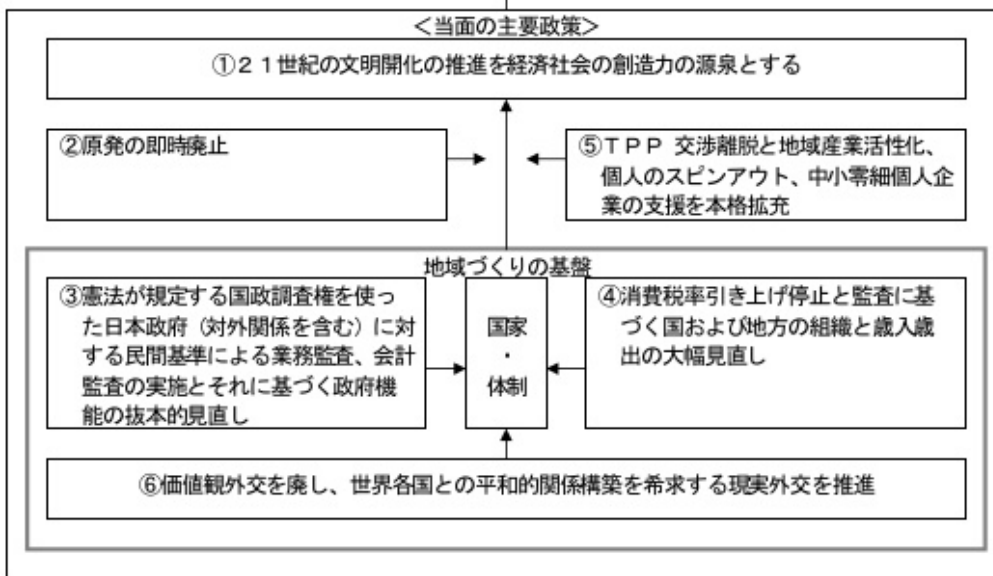 ＜当面の主要政策＞
①２１世紀の文明開化の推進を経済社会の創造力の源泉とする
②原発の即時廃止
⑤ＴＰＰ 交渉離脱と地域産業活性化、
個人のスピンアウト、中小零細個人企
業の支援を本格拡充
地域づくりの基盤
③憲法が規定する国政調査権を使っ
た日本政府（対外関係を含む）に対
する民間基準による業務監査、会計
監査の実施とそれに基づく政府機
能の抜本的見直し
国家
・
体制
④消費税率引き上げ停止と監査に基
づく国および地方の組織と歳入歳
出の大幅見直し
⑥価値観外交を廃し、世界各国との平和的関係構築を希求する現実外交を推進